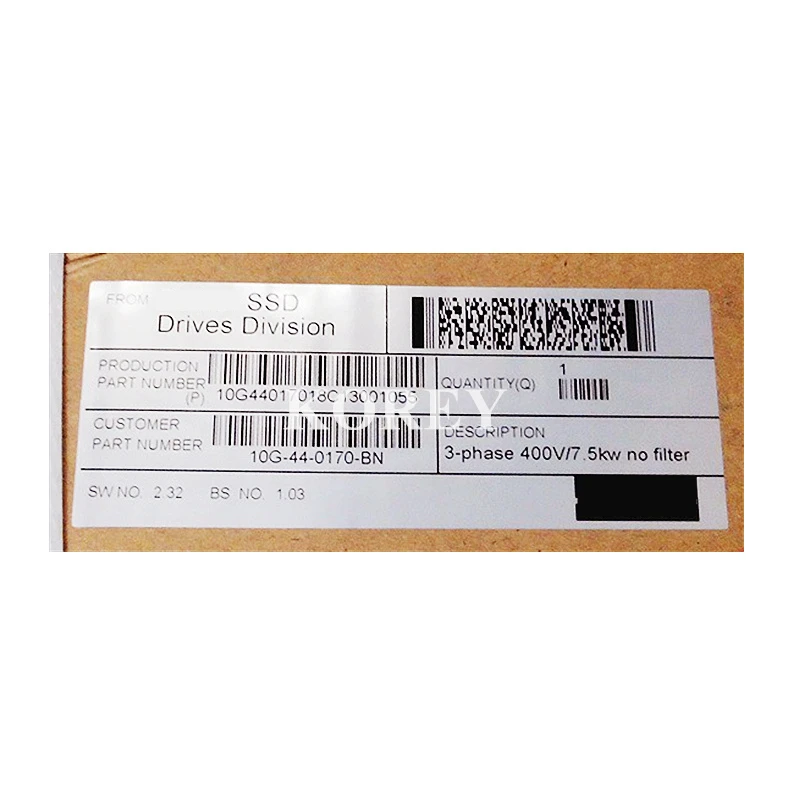 FROM SSD
Drives Division
PRODUCTION
PART NUMBER
(P)
QUANTITY(Q) 1
CUSTOMER
PART NUMBER
10G-44-0170-BN
DESCRIPTION
3-phase 400V/7.5kw no filter
SW NO. 2.32 BS NO. 1.03
KOREY